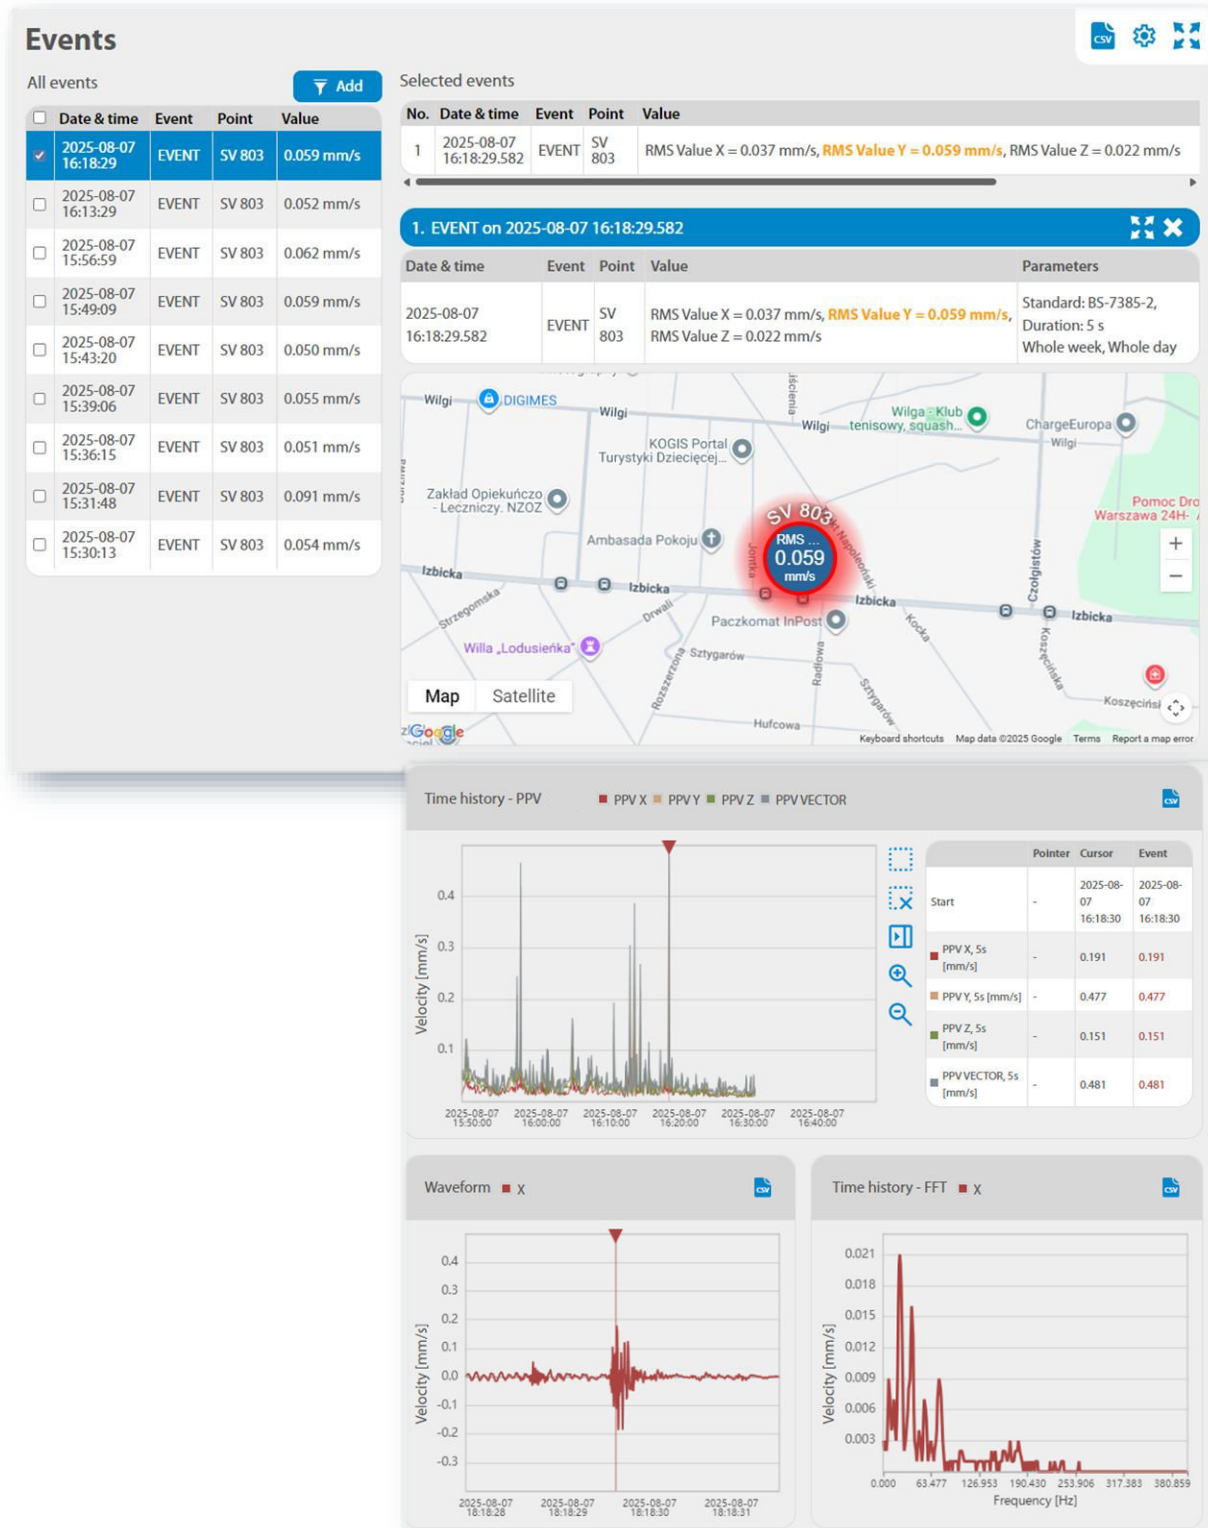 Events
CSV
All events
Add
Date & time Event Point Value
2025-08-07 16:18:29 EVENT SV 803 0.059 mm/s
2025-08-07 16:13:29 EVENT SV 803 0.052 mm/s
2025-08-07 15:56:59 EVENT SV 803 0.062 mm/s
2025-08-07 15:49:09 EVENT SV 803 0.059 mm/s
2025-08-07 15:43:20 EVENT SV 803 0.050 mm/s
2025-08-07 15:39:06 EVENT SV 803 0.055 mm/s
2025-08-07 15:36:15 EVENT SV 803 0.051 mm/s
2025-08-07 15:31:48 EVENT SV 803 0.091 mm/s
2025-08-07 15:30:13 EVENT SV 803 0.054 mm/s
Selected events
No. Date & time Event Point Value
1 2025-08-07 16:18:29.582 EVENT SV 803 RMS Value X = 0.037 mm/s, RMS Value Y = 0.059 mm/s, RMS Value Z = 0.022 mm/s
1. EVENT on 2025-08-07 16:18:29.582
Date & time Event Point Value Parameters
2025-08-07 16:18:29.582 EVENT SV 803 RMS Value X = 0.037 mm/s, RMS Value Y = 0.059 mm/s, RMS Value Z = 0.022 mm/s Standard: BS-7385-2, Duration: 5 s Whole week, Whole day
Wilgi
DIGIMES
Wilgi
Wilgi
Wilga - Klub
tenisowy, squash...
ChargeEuropa
Wilgi
KOGIS Portal
Turystyki Dziecięcej...
Zakład Opiekuńczo
- Leczniczy. NZOZ
Pomoc Dro
Warszawa 24H-
SV 803
RMS ...
0.059
mm/s
Ambasada Pokoju
Jontka
Napoleoński
Czołgistów
+
−
Izbicka
Izbicka
Izbicka
Izbicka
Strzegomska
Drwali
Paczkomat InPost
Kocka
Willa „Lodusieńka"
Rozszerzona
Sztygarów
Radłowa
Sztygarów
Koszęcińska
Koszęcińsk
Map
Satellite
Hufcowa
Google
Keyboard shortcuts Map data ©2025 Google Terms Report a map error
Time history - PPV
PPV X PPV Y PPV Z PPV VECTOR
CSV
Velocity [mm/s]
0.4
0.3
0.2
0.1
2025-08-07 15:50:00
2025-08-07 16:00:00
2025-08-07 16:10:00
2025-08-07 16:20:00
2025-08-07 16:30:00
2025-08-07 16:40:00
Pointer Cursor Event
Start - 2025-08-07 16:18:30 2025-08-07 16:18:30
PPV X, 5s [mm/s] - 0.191 0.191
PPV Y, 5s [mm/s] - 0.477 0.477
PPV Z, 5s [mm/s] - 0.151 0.151
PPV VECTOR, 5s [mm/s] - 0.481 0.481
Waveform X
CSV
Velocity [mm/s]
0.4
0.3
0.2
0.1
0.0
-0.1
-0.2
-0.3
2025-08-07 18:18:28
2025-08-07 18:18:29
2025-08-07 18:18:30
2025-08-07 18:18:31
Time history - FFT X
CSV
Velocity [mm/s]
0.021
0.018
0.015
0.012
0.009
0.006
0.003
0.000 63.477 126.953 190.430 253.906 317.383 380.859
Frequency [Hz]